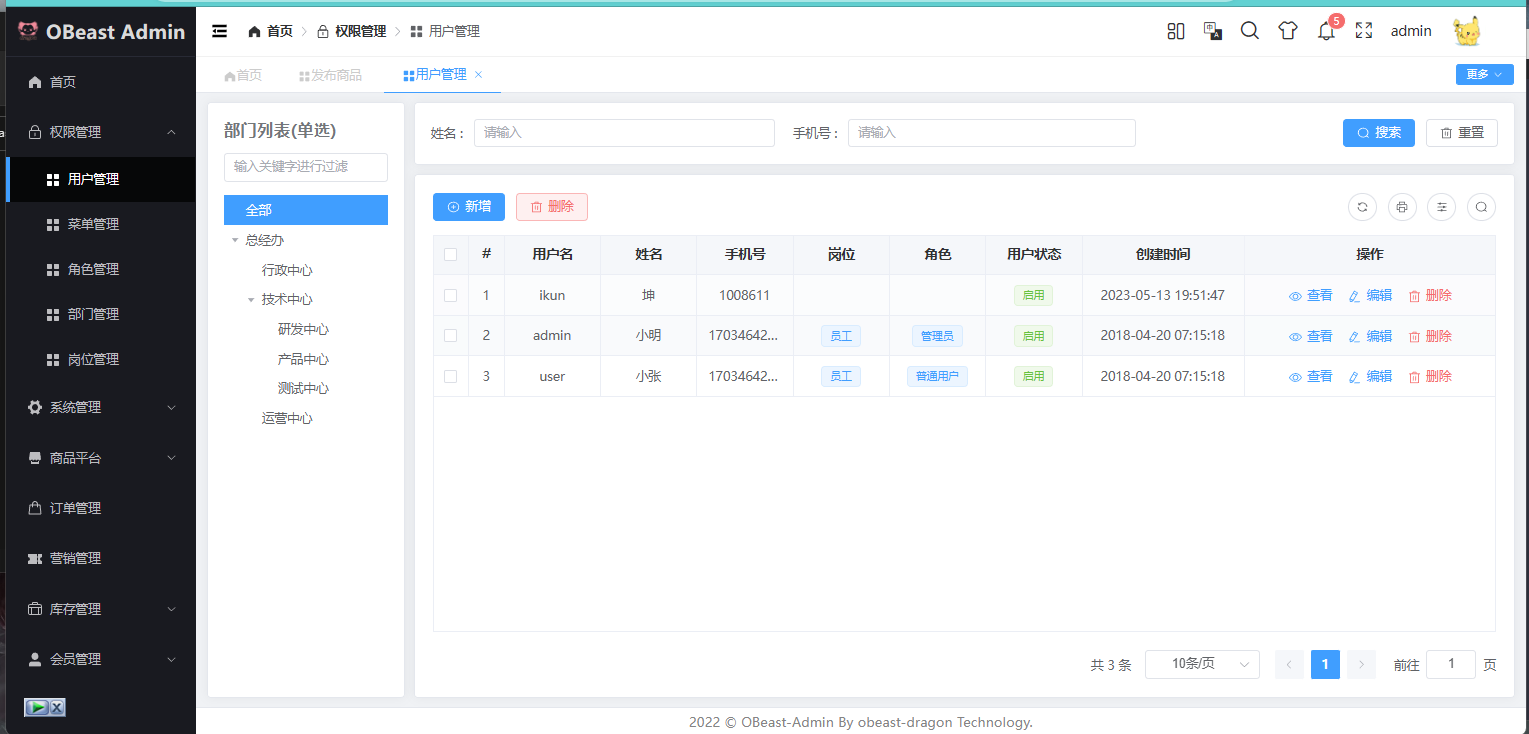 OBeast Admin
首页
权限管理
用户管理
菜单管理
角色管理
部门管理
岗位管理
系统管理
商品平台
订单管理
营销管理
库存管理
会员管理
首页 权限管理 用户管理
5 admin
首页 发布商品 用户管理 更多
部门列表(单选)
输入关键字进行过滤
全部
总经办
行政中心
技术中心
研发中心
产品中心
测试中心
运营中心
姓名： 请输入 手机号： 请输入 搜索 重置
新增 删除
# 用户名 姓名 手机号 岗位 角色 用户状态 创建时间 操作
1 ikun 坤 1008611 启用 2023-05-13 19:51:47 查看 编辑 删除
2 admin 小明 17034642... 员工 管理员 启用 2018-04-20 07:15:18 查看 编辑 删除
3 user 小张 17034642... 员工 普通用户 启用 2018-04-20 07:15:18 查看 编辑 删除
共 3 条 10条/页 1 前往 1 页
2022 © OBeast-Admin By obeast-dragon Technology.